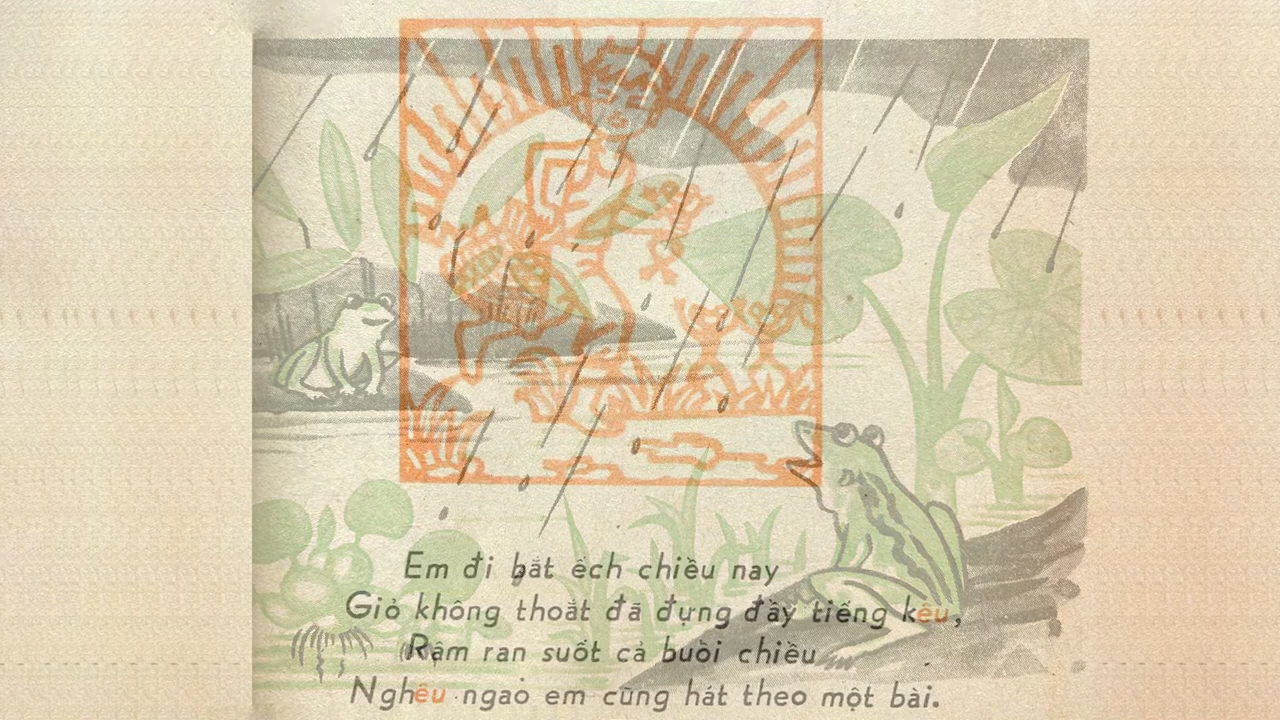 Em đi bắt ếch chiều nay
Giỏ không thoắt đã đựng đầy tiếng kêu,
Râm ran suốt cả buổi chiều
Nghêu ngao em cũng hát theo một bài.